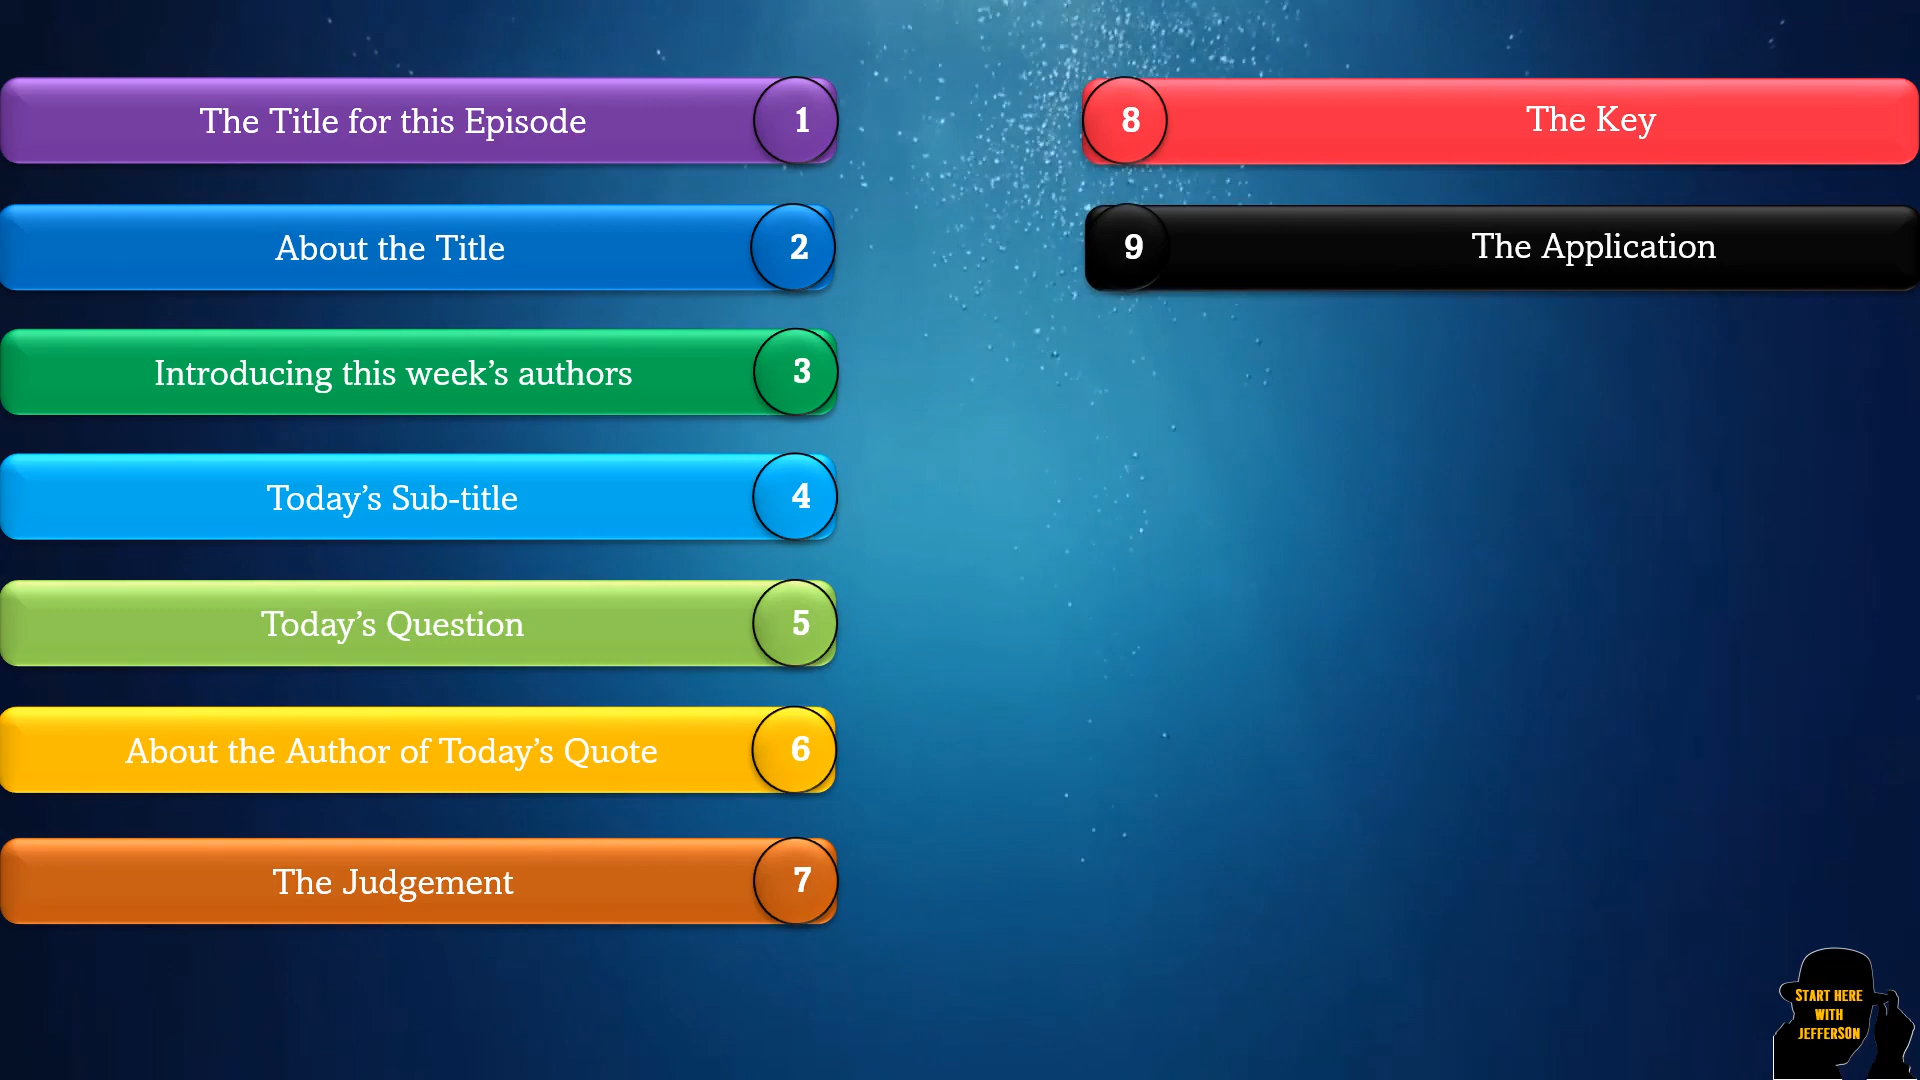 The Title for this Episode 1
About the Title 2
Introducing this week’s authors 3
Today’s Sub-title 4
Today’s Question 5
About the Author of Today’s Quote 6
The Judgement 7
8 The Key
9 The Application
START HERE
WITH
JEFFERSON